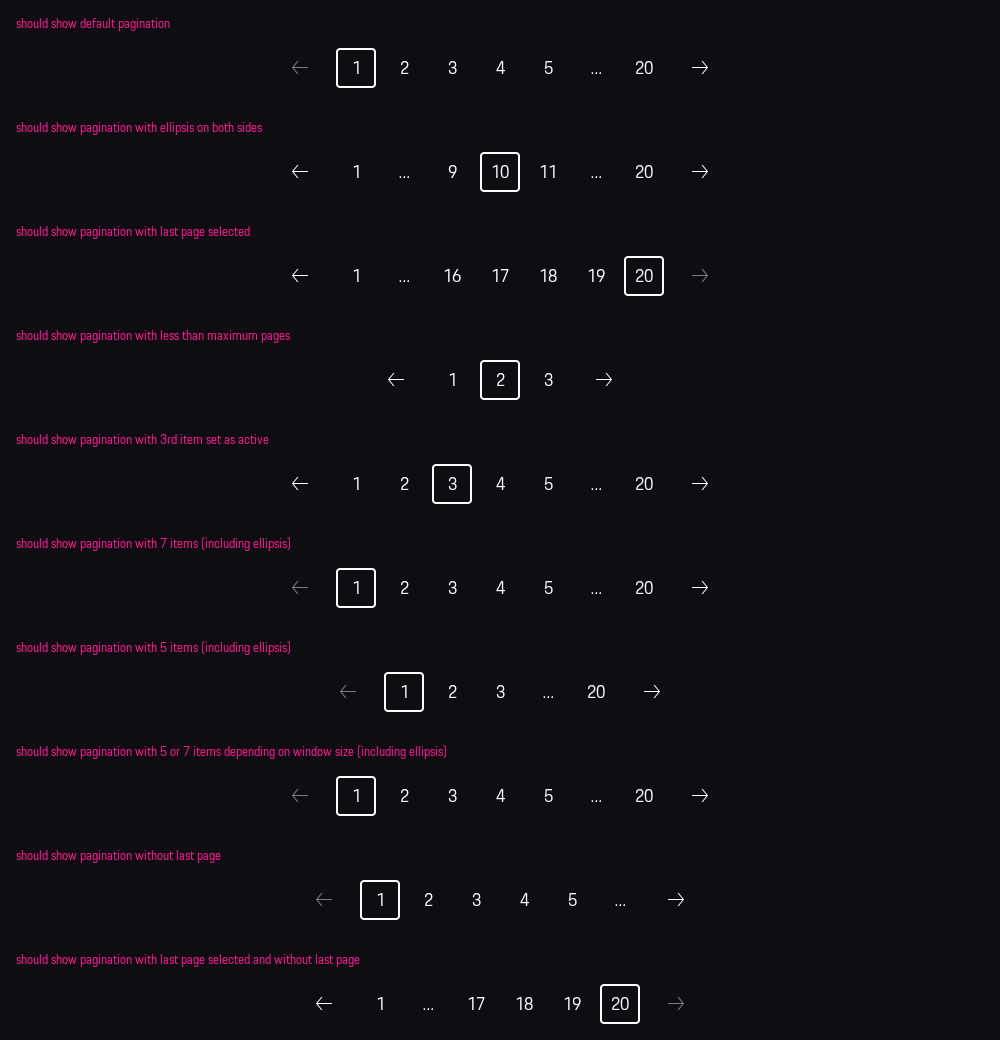 should show default pagination
← 1 2 3 4 5 ... 20 →
should show pagination with ellipsis on both sides
← 1 ... 9 10 11 ... 20 →
should show pagination with last page selected
← 1 ... 16 17 18 19 20 →
should show pagination with less than maximum pages
← 1 2 3 →
should show pagination with 3rd item set as active
← 1 2 3 4 5 ... 20 →
should show pagination with 7 items (including ellipsis)
← 1 2 3 4 5 ... 20 →
should show pagination with 5 items (including ellipsis)
← 1 2 3 ... 20 →
should show pagination with 5 or 7 items depending on window size (including ellipsis)
← 1 2 3 4 5 ... 20 →
should show pagination without last page
← 1 2 3 4 5 ... →
should show pagination with last page selected and without last page
← 1 ... 17 18 19 20 →